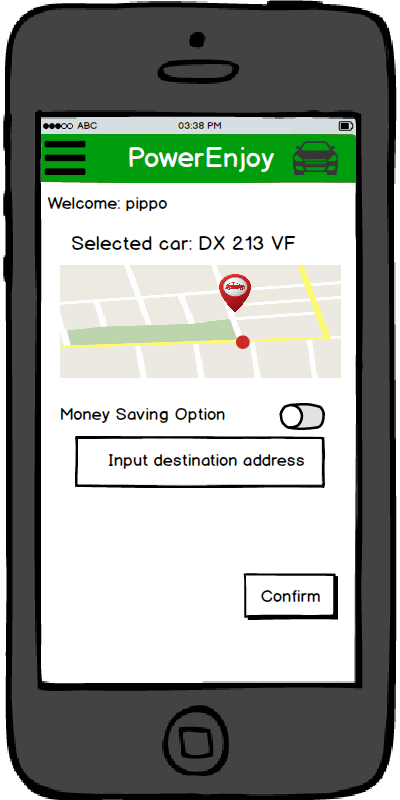 ABC 03:38 PM
PowerEnjoy
Welcome: pippo
Selected car: DX 213 VF
Money Saving Option
Input destination address
Confirm